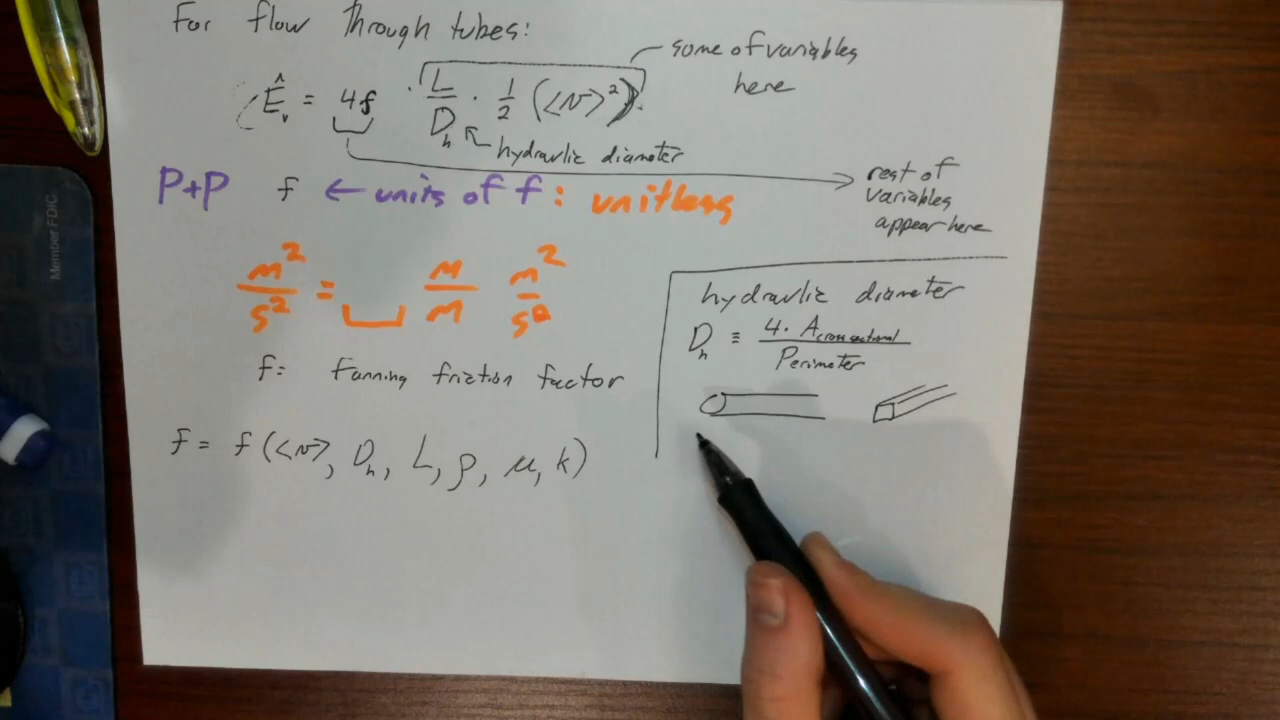 For flow through tubes:
some of variables
here
Ê_v = 4f · L/D_h · 1/2 (<v>²)
hydraulic diameter
rest of
variables
appear here
P+P f ← units of f : unitless
m²/s² = ⎵ m/m m²/s²
hydraulic diameter
D_h ≡ 4 · A_cross sectional / Perimeter
f = Fanning friction factor
f = f (<v>, D_h, L, ρ, μ, k)
Member FDIC